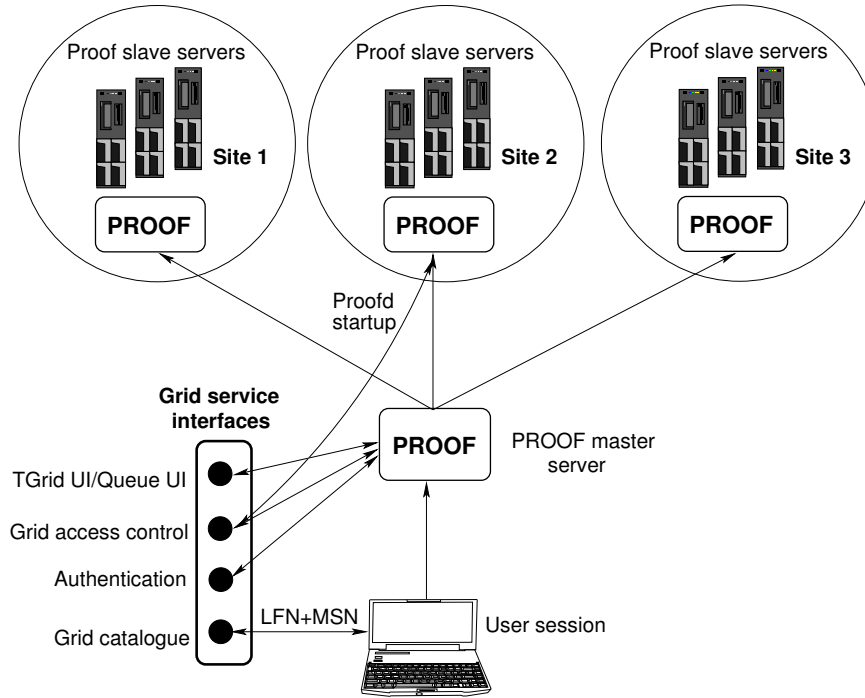 Proof slave servers
Proof slave servers
Proof slave servers
Site 1
Site 2
Site 3
PROOF
PROOF
PROOF
Proofd
startup
Grid service
interfaces
PROOF
PROOF master
server
TGrid UI/Queue UI
Grid access control
Authentication
Grid catalogue
LFN+MSN
User session